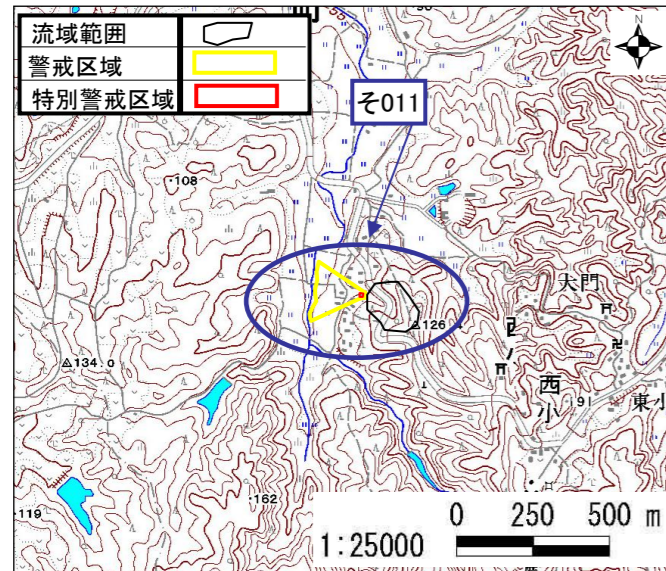 流域範囲
警戒区域
特別警戒区域
N
そ011
・108
大門
△126
△134.0
西小
91
東小
・162
・119
0 250 500 m
1:25000